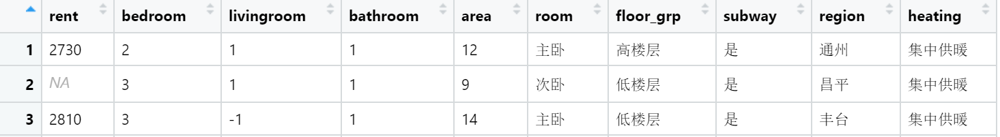 rent bedroom livingroom bathroom area room floor_grp subway region heating
1 2730 2 1 1 12 主卧 高楼层 是 通州 集中供暖
2 NA 3 1 1 9 次卧 低楼层 是 昌平 集中供暖
3 2810 3 -1 1 14 主卧 低楼层 是 丰台 集中供暖